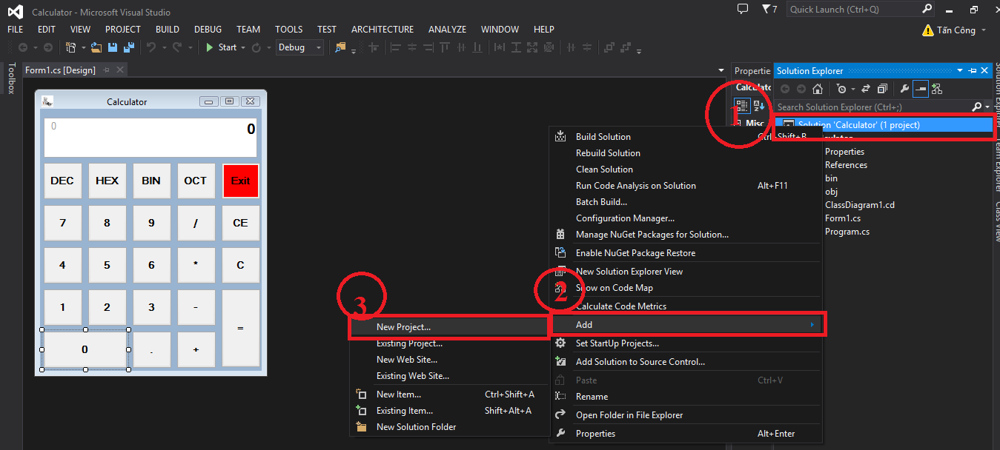 Calculator - Microsoft Visual Studio
7
Quick Launch (Ctrl+Q)
FILE EDIT VIEW PROJECT BUILD DEBUG TEAM TOOLS TEST ARCHITECTURE ANALYZE WINDOW HELP
Tấn Công
Start
Debug
Toolbox
Form1.cs [Design]
Calculator
0
0
DEC HEX BIN OCT Exit
7 8 9 / CE
4 5 6 * C
1 2 3 -
=
0 . +
Propertie
Calculato
Misc
1
Solution Explorer
Search Solution Explorer (Ctrl+;)
Solution 'Calculator' (1 project)
Properties
References
bin
obj
ClassDiagram1.cd
Form1.cs
Program.cs
Solution Explorer
Team Explorer
Class View
Build Solution Ctrl+Shift+B
Rebuild Solution
Clean Solution
Run Code Analysis on Solution Alt+F11
Batch Build...
Configuration Manager...
Manage NuGet Packages for Solution...
Enable NuGet Package Restore
New Solution Explorer View
Show on Code Map
Calculate Code Metrics
2
Add
Set StartUp Projects...
Add Solution to Source Control...
Paste Ctrl+V
Rename
Open Folder in File Explorer
Properties Alt+Enter
3
New Project...
Existing Project...
New Web Site...
Existing Web Site...
New Item... Ctrl+Shift+A
Existing Item... Shift+Alt+A
New Solution Folder